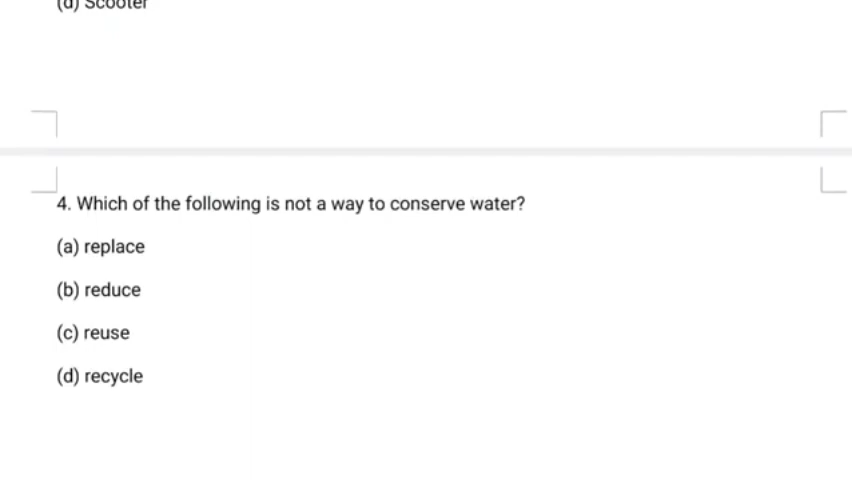 (d) Scooter
4. Which of the following is not a way to conserve water?
(a) replace
(b) reduce
(c) reuse
(d) recycle